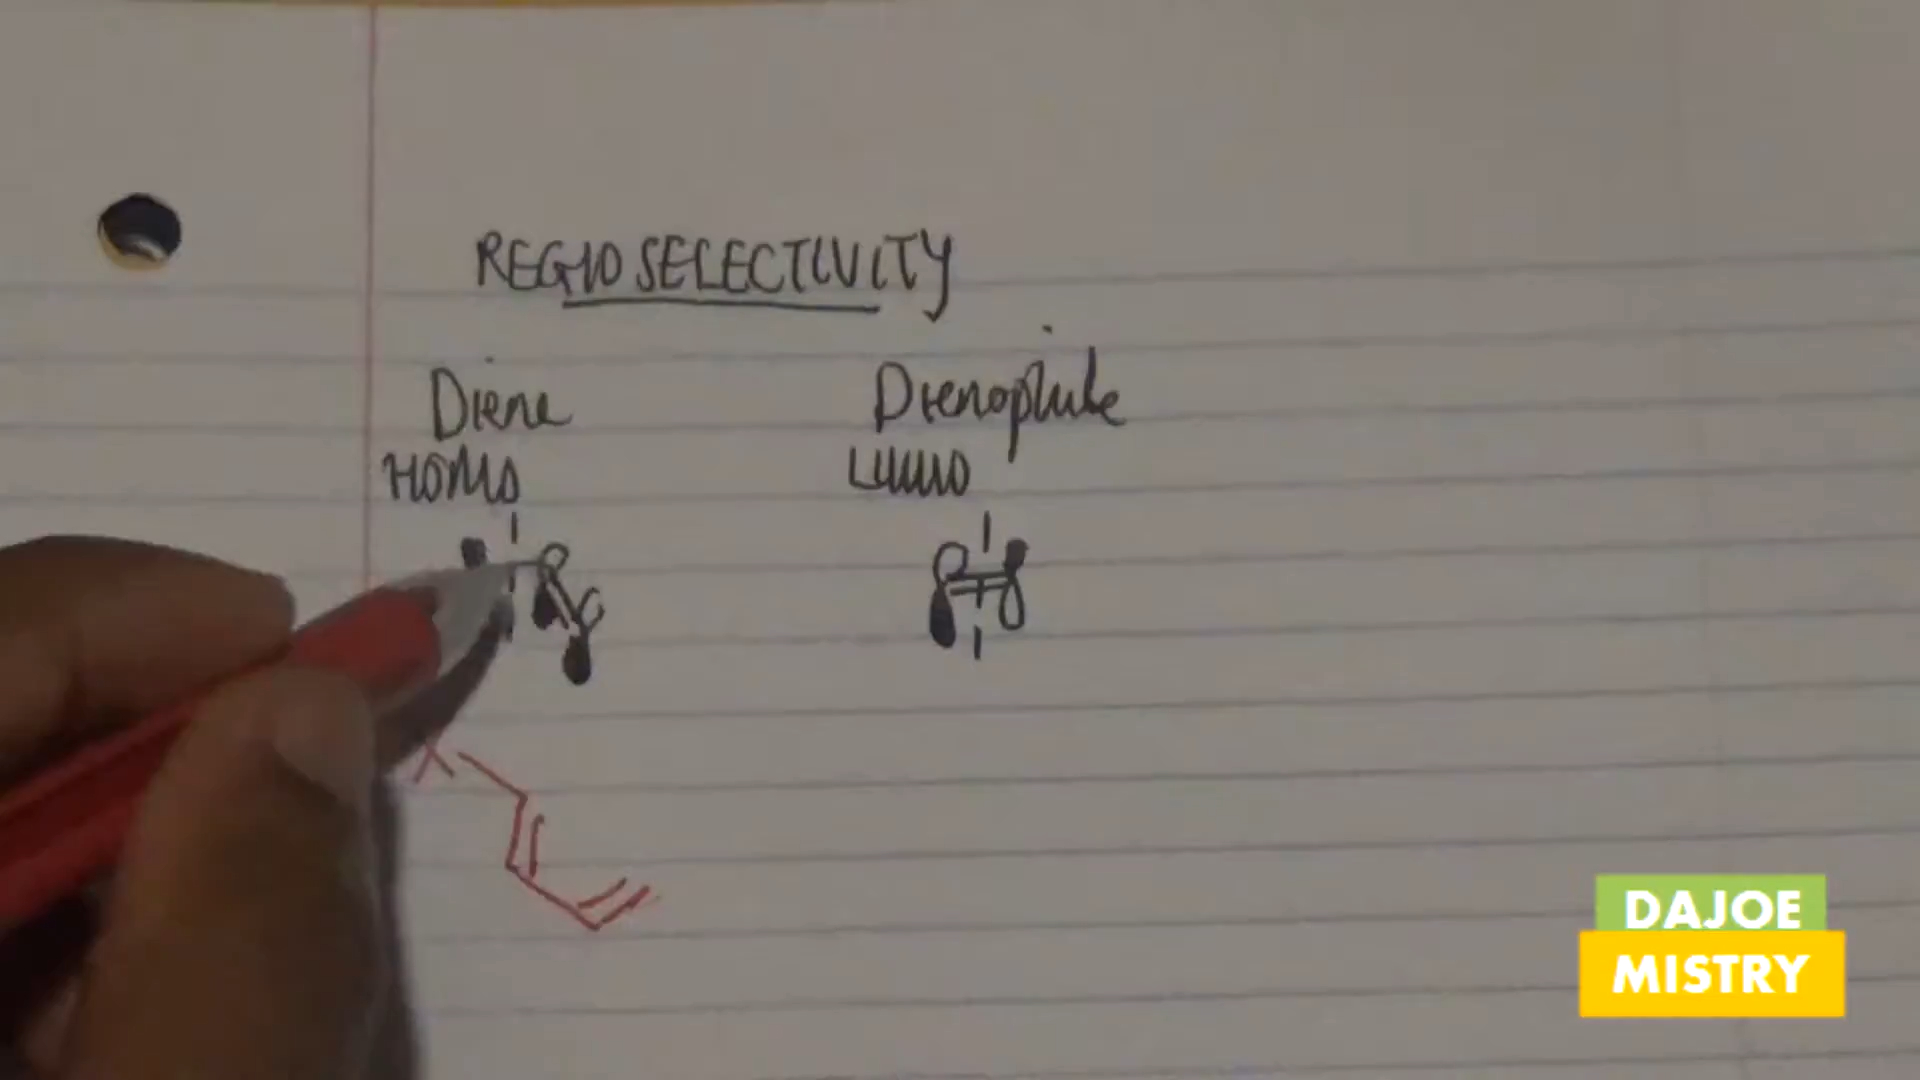 REGIOSELECTIVITY
Diene
Dienophile
HOMO
LUMO
X
DAJOE
MISTRY